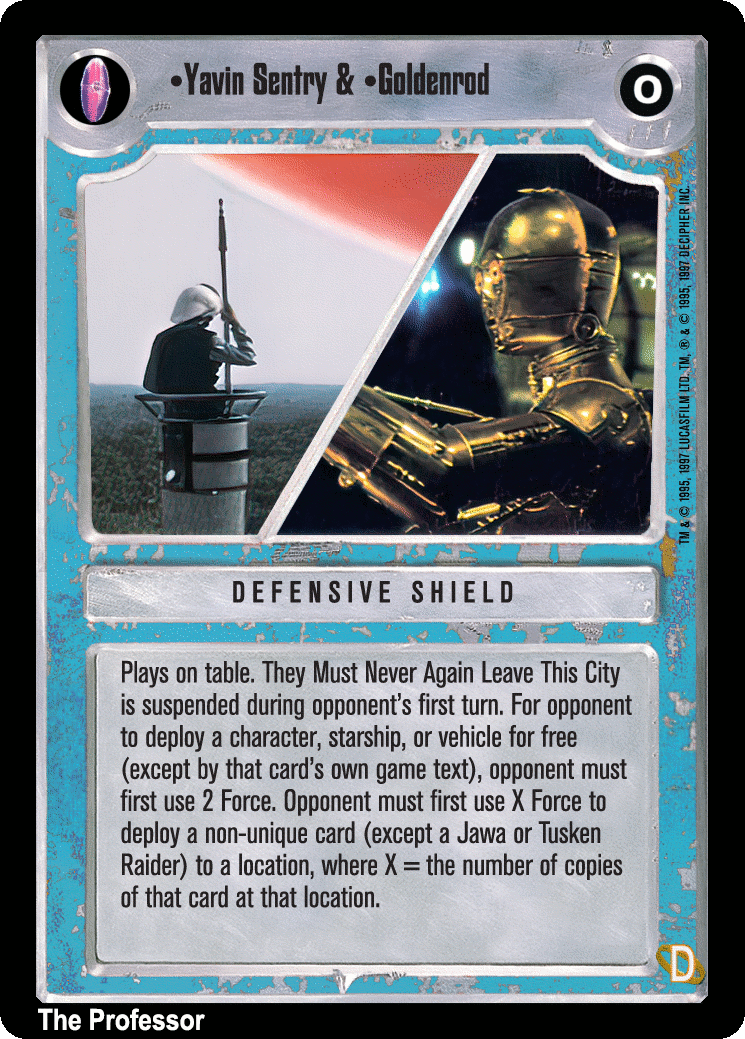 •Yavin Sentry & •Goldenrod
O
TM & © 1995, 1997 LUCASFILM LTD. TM, ® & © 1995, 1997 DECIPHER INC.
DEFENSIVE SHIELD
Plays on table. They Must Never Again Leave This City
is suspended during opponent's first turn. For opponent
to deploy a character, starship, or vehicle for free
(except by that card's own game text), opponent must
first use 2 Force. Opponent must first use X Force to
deploy a non-unique card (except a Jawa or Tusken
Raider) to a location, where X = the number of copies
of that card at that location.
D
The Professor